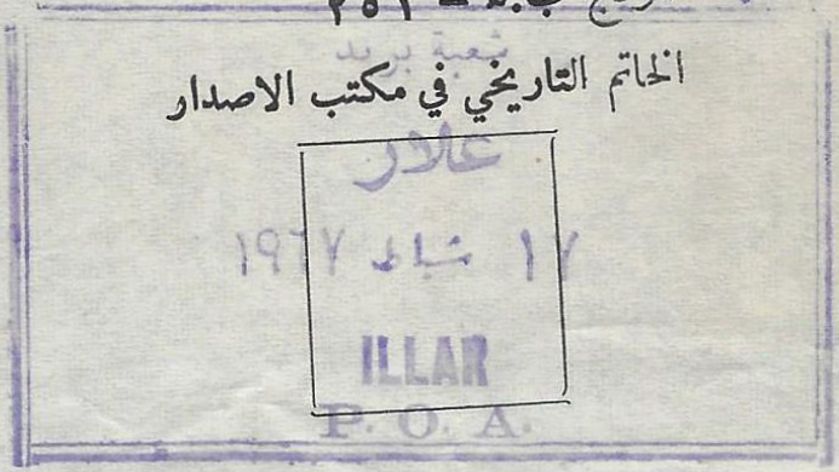 شعبة بريد
الخاتم التاريخي في مكتب الاصدار
علار
١٧ شباط ١٩٦٧
ILLAR
P. O. A.